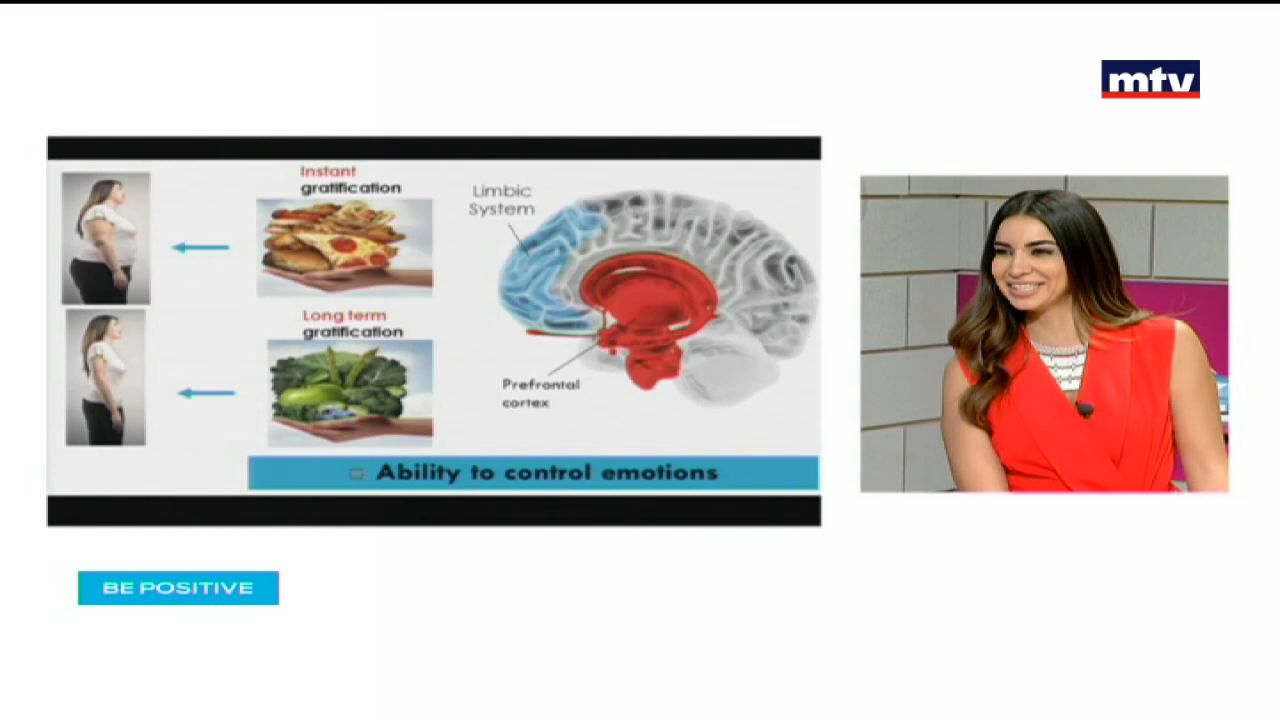 mtv
Instant
gratification
Limbic
System
Long term
gratification
Prefrontal
cortex
Ability to control emotions
BE POSITIVE